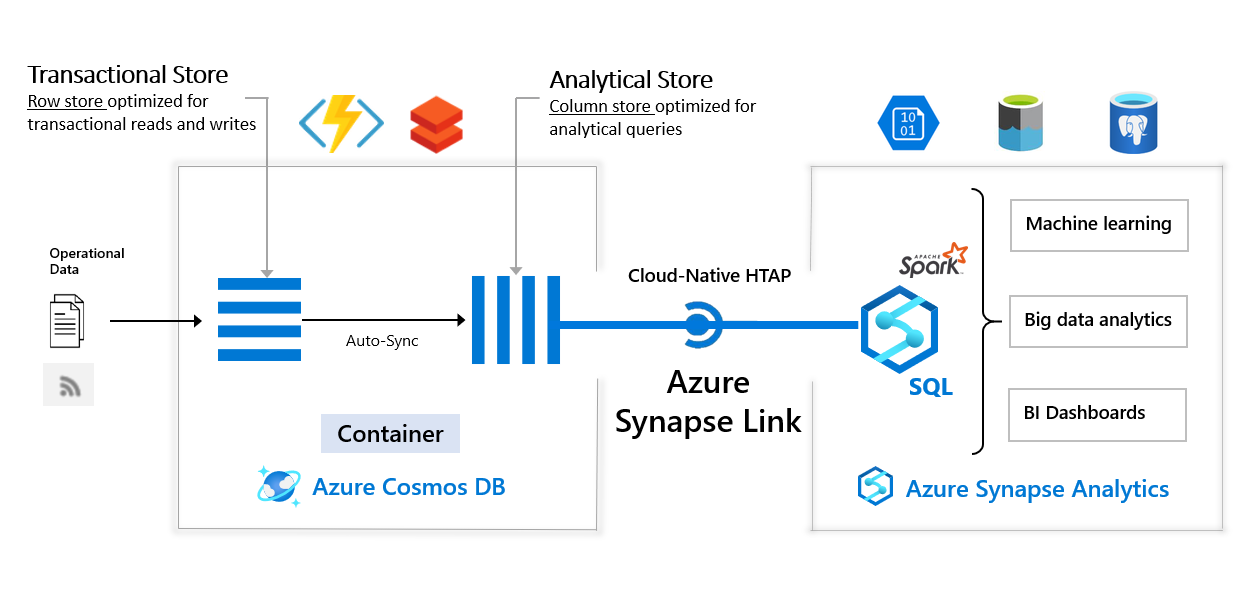 Transactional Store
Row store optimized for
transactional reads and writes
Analytical Store
Column store optimized for
analytical queries
10
01
Operational
Data
Auto-Sync
Container
Azure Cosmos DB
Cloud-Native HTAP
Azure
Synapse Link
APACHE
Spark™
SQL
Machine learning
Big data analytics
BI Dashboards
Azure Synapse Analytics